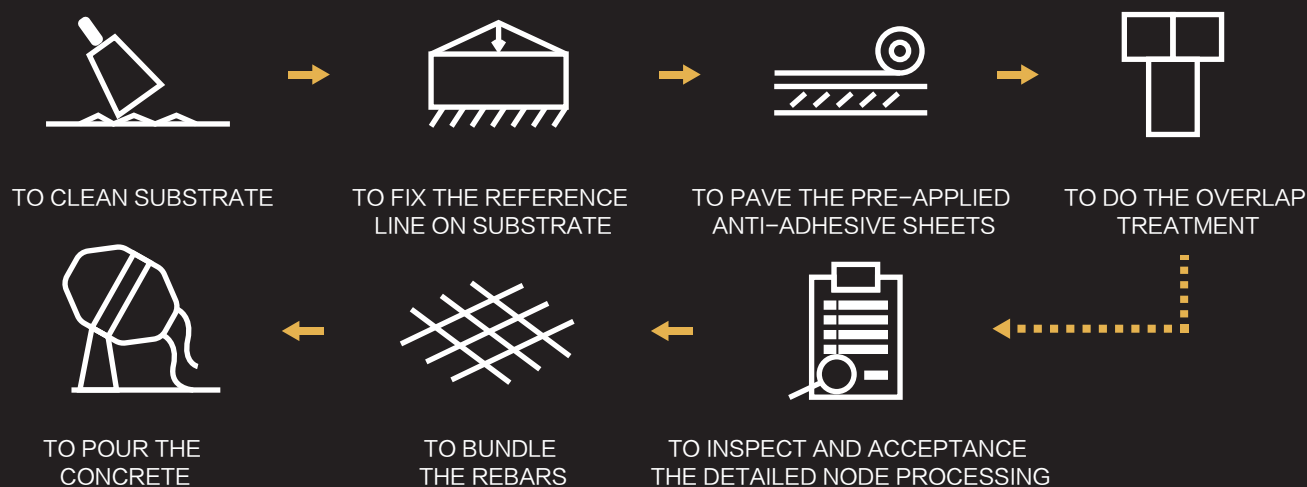 TO CLEAN SUBSTRATE
TO FIX THE REFERENCE
LINE ON SUBSTRATE
TO PAVE THE PRE-APPLIED
ANTI-ADHESIVE SHEETS
TO DO THE OVERLAP
TREATMENT
TO POUR THE
CONCRETE
TO BUNDLE
THE REBARS
TO INSPECT AND ACCEPTANCE
THE DETAILED NODE PROCESSING